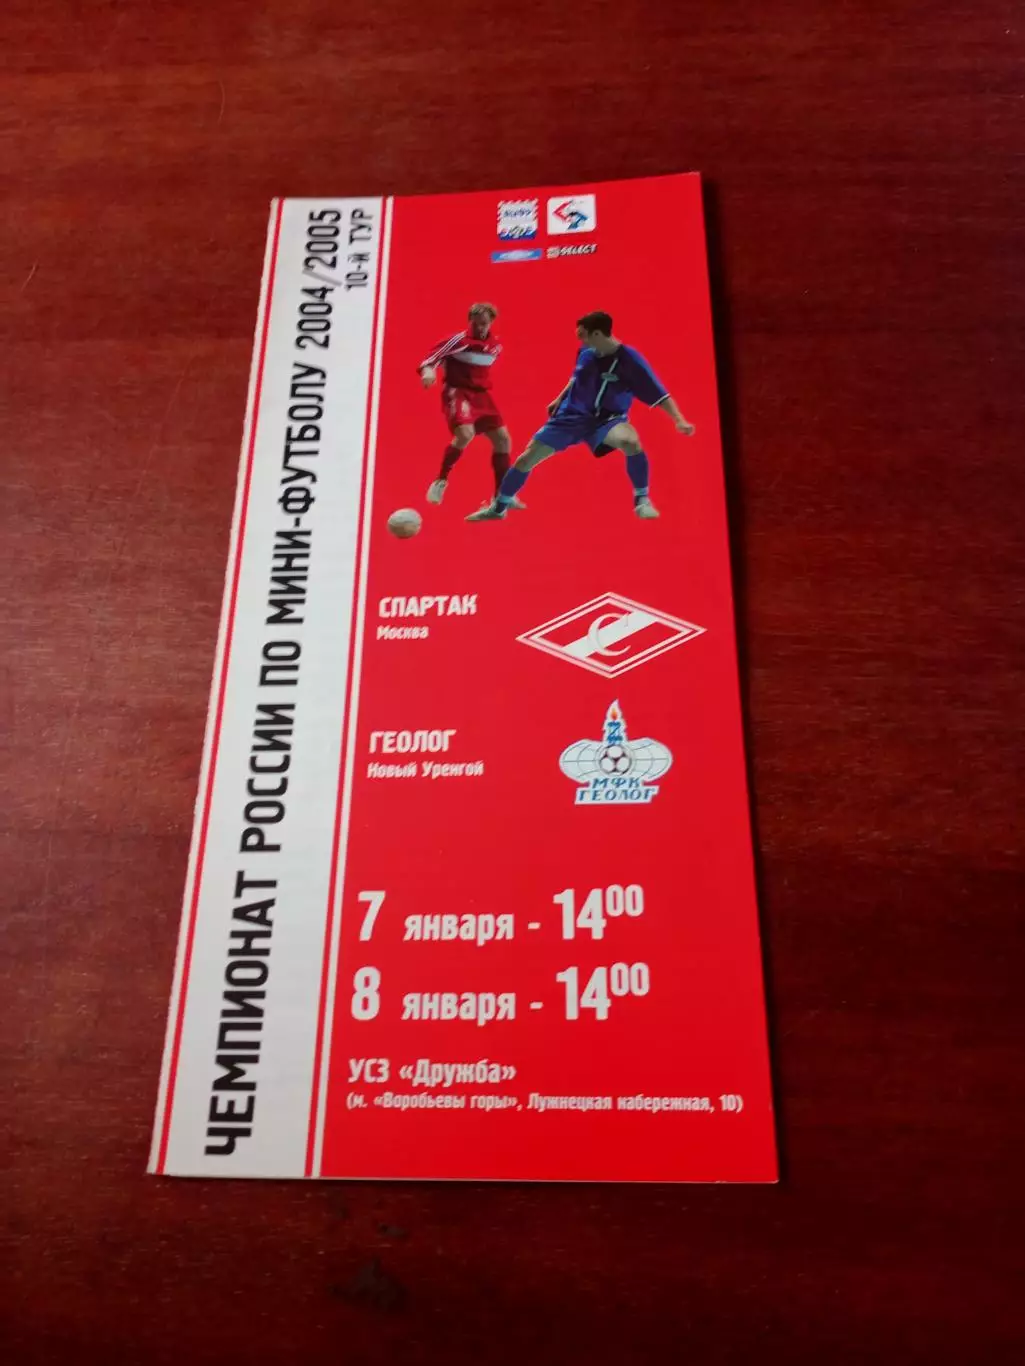 ЧЕМПИОНАТ РОССИИ ПО МИНИ-ФУТБОЛУ 2004/2005
10-й ТУР
SELECT
СПАРТАК
Москва
С
ГЕОЛОГ
Новый Уренгой
МФК
ГЕОЛОГ
7 января - 1400
8 января - 1400
УСЗ «Дружба»
(м. «Воробьевы горы», Лужнецкая набережная, 10)